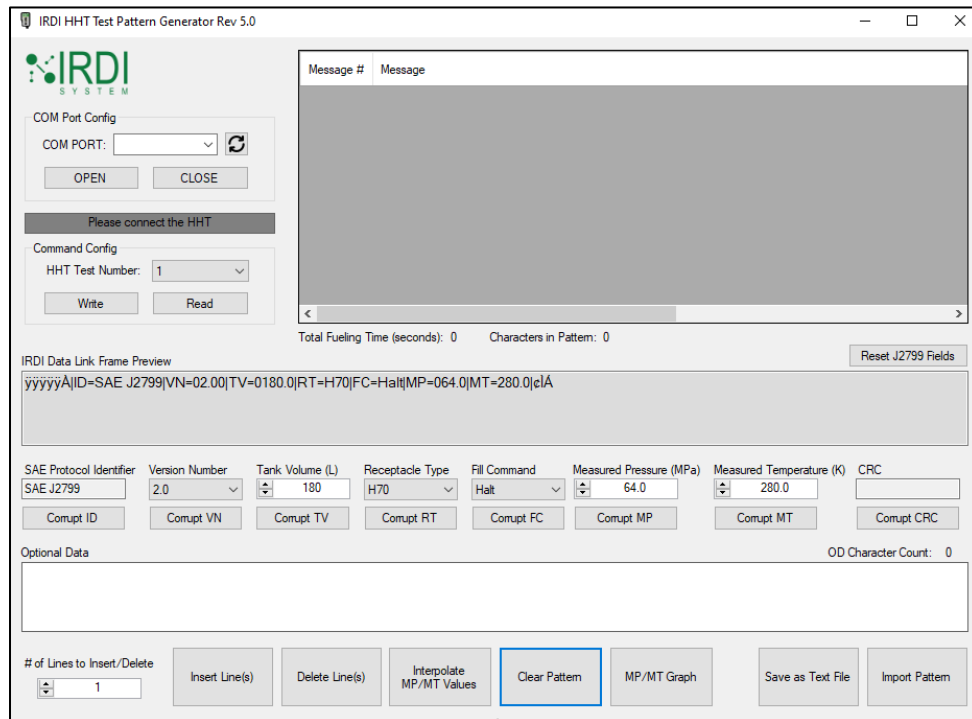 IRDI HHT Test Pattern Generator Rev 5.0
IRDI
SYSTEM
Message # Message
COM Port Config
COM PORT:
OPEN CLOSE
Please connect the HHT
Command Config
HHT Test Number: 1
Write Read
Total Fueling Time (seconds): 0 Characters in Pattern: 0
Reset J2799 Fields
IRDI Data Link Frame Preview
ÿÿÿÿÿÀ|ID=SAE J2799|VN=02.00|TV=0180.0|RT=H70|FC=Halt|MP=064.0|MT=280.0|¢ÌÁ
SAE Protocol Identifier Version Number Tank Volume (L) Receptacle Type Fill Command Measured Pressure (MPa) Measured Temperature (K) CRC
SAE J2799 2.0 180 H70 Halt 64.0 280.0
Corrupt ID Corrupt VN Corrupt TV Corrupt RT Corrupt FC Corrupt MP Corrupt MT Corrupt CRC
Optional Data OD Character Count: 0
# of Lines to Insert/Delete
1
Insert Line(s) Delete Line(s) Interpolate
MP/MT Values Clear Pattern MP/MT Graph Save as Text File Import Pattern